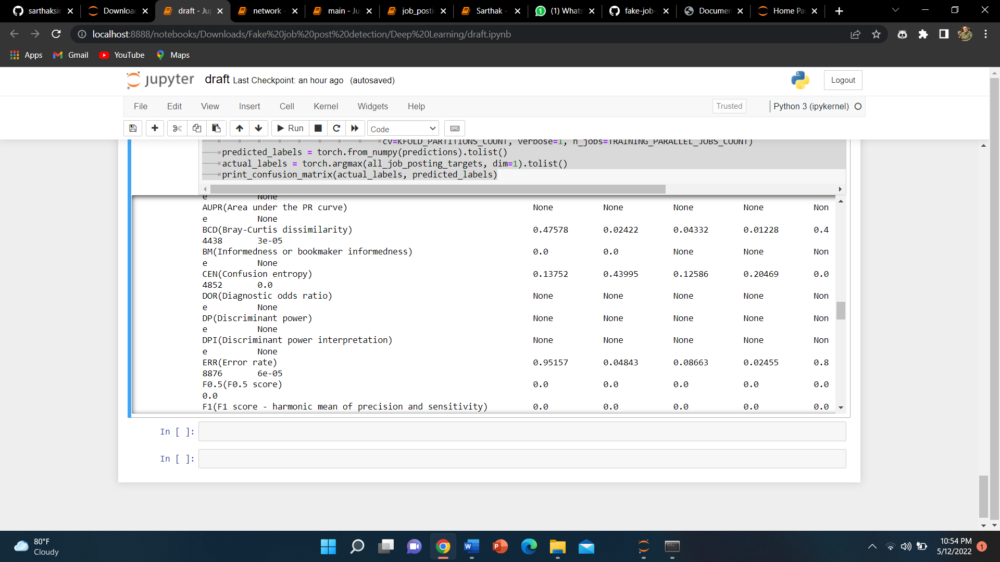 sarthaksin
Download
draft - Jup
network -
main - Ju
job_posti
Sarthak -
(1) Whats
fake-job-
Documen
Home Pa
localhost:8888/notebooks/Downloads/Fake%20job%20post%20detection/Deep%20Learning/draft.ipynb
Apps Gmail YouTube Maps
jupyter draft Last Checkpoint: an hour ago (autosaved)
Logout
File Edit View Insert Cell Kernel Widgets Help
Trusted Python 3 (ipykernel)
Run Code
cv=KFOLD_PARTITIONS_COUNT, verbose=1, n_jobs=TRAINING_PARALLEL_JOBS_COUNT)
predicted_labels = torch.from_numpy(predictions).tolist()
actual_labels = torch.argmax(all_job_posting_targets, dim=1).tolist()
print_confusion_matrix(actual_labels, predicted_labels)
e None
AUPR(Area under the PR curve) None None None None Non
e None
BCD(Bray-Curtis dissimilarity) 0.47578 0.02422 0.04332 0.01228 0.4
4438 3e-05
BM(Informedness or bookmaker informedness) 0.0 0.0 None None Non
e None
CEN(Confusion entropy) 0.13752 0.43995 0.12586 0.20469 0.0
4852 0.0
DOR(Diagnostic odds ratio) None None None None Non
e None
DP(Discriminant power) None None None None Non
e None
DPI(Discriminant power interpretation) None None None None Non
e None
ERR(Error rate) 0.95157 0.04843 0.08663 0.02455 0.8
8876 6e-05
F0.5(F0.5 score) 0.0 0.0 0.0 0.0 0.0
0.0
F1(F1 score - harmonic mean of precision and sensitivity) 0.0 0.0 0.0 0.0 0.0
In [ ]:
In [ ]:
80°F
Cloudy
10:54 PM
5/12/2022
1